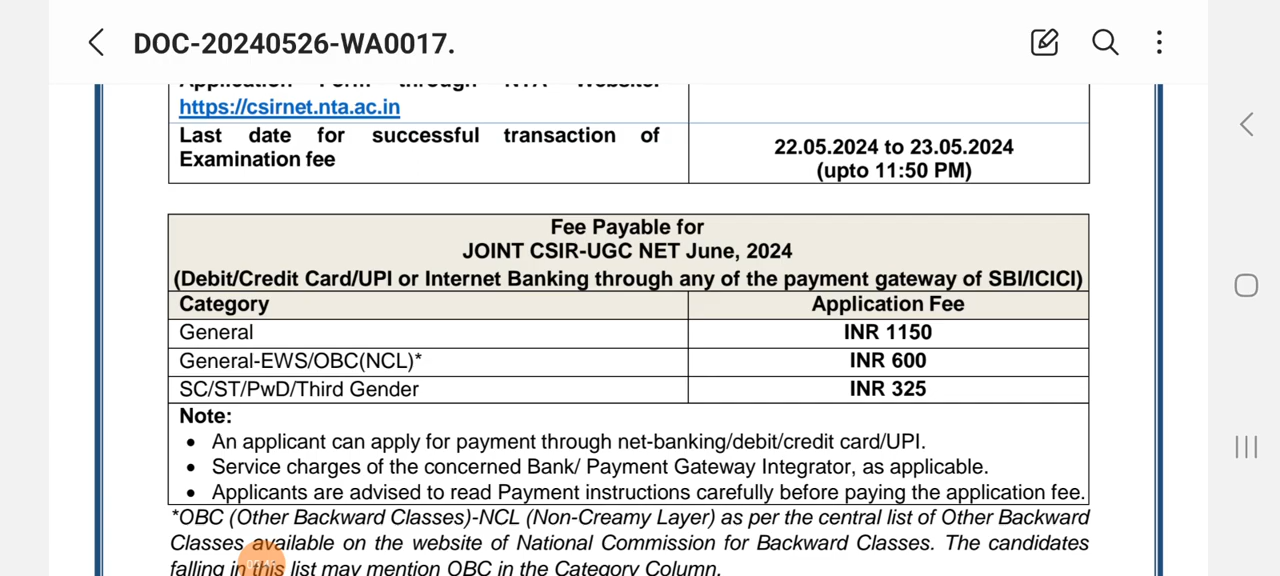 DOC-20240526-WA0017.
Application Form through NTA Website:
https://csirnet.nta.ac.in
Last date for successful transaction of
Examination fee
22.05.2024 to 23.05.2024
(upto 11:50 PM)
Fee Payable for
JOINT CSIR-UGC NET June, 2024
(Debit/Credit Card/UPI or Internet Banking through any of the payment gateway of SBI/ICICI)
Category Application Fee
General INR 1150
General-EWS/OBC(NCL)* INR 600
SC/ST/PwD/Third Gender INR 325
Note:
• An applicant can apply for payment through net-banking/debit/credit card/UPI.
• Service charges of the concerned Bank/ Payment Gateway Integrator, as applicable.
• Applicants are advised to read Payment instructions carefully before paying the application fee.
*OBC (Other Backward Classes)-NCL (Non-Creamy Layer) as per the central list of Other Backward
Classes available on the website of National Commission for Backward Classes. The candidates
falling in this list may mention OBC in the Category Column.